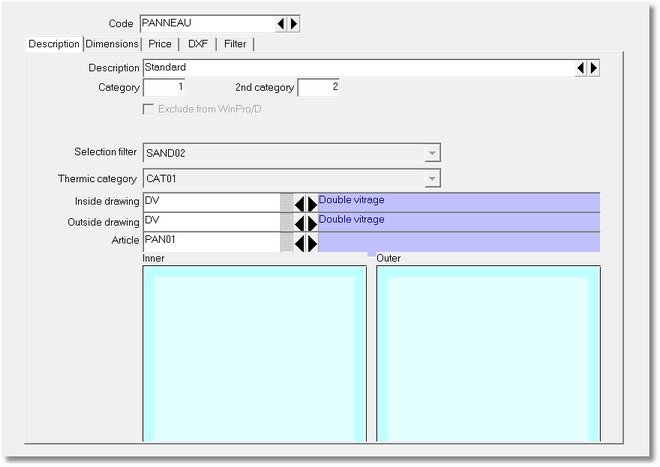 Code PANNEAU
Description Dimensions Price DXF Filter
Description Standard
Category 1 2nd category 2
Exclude from WinPro/D
Selection filter SAND02
Thermic category CAT01
Inside drawing DV Double vitrage
Outside drawing DV Double vitrage
Article PAN01
Inner Outer